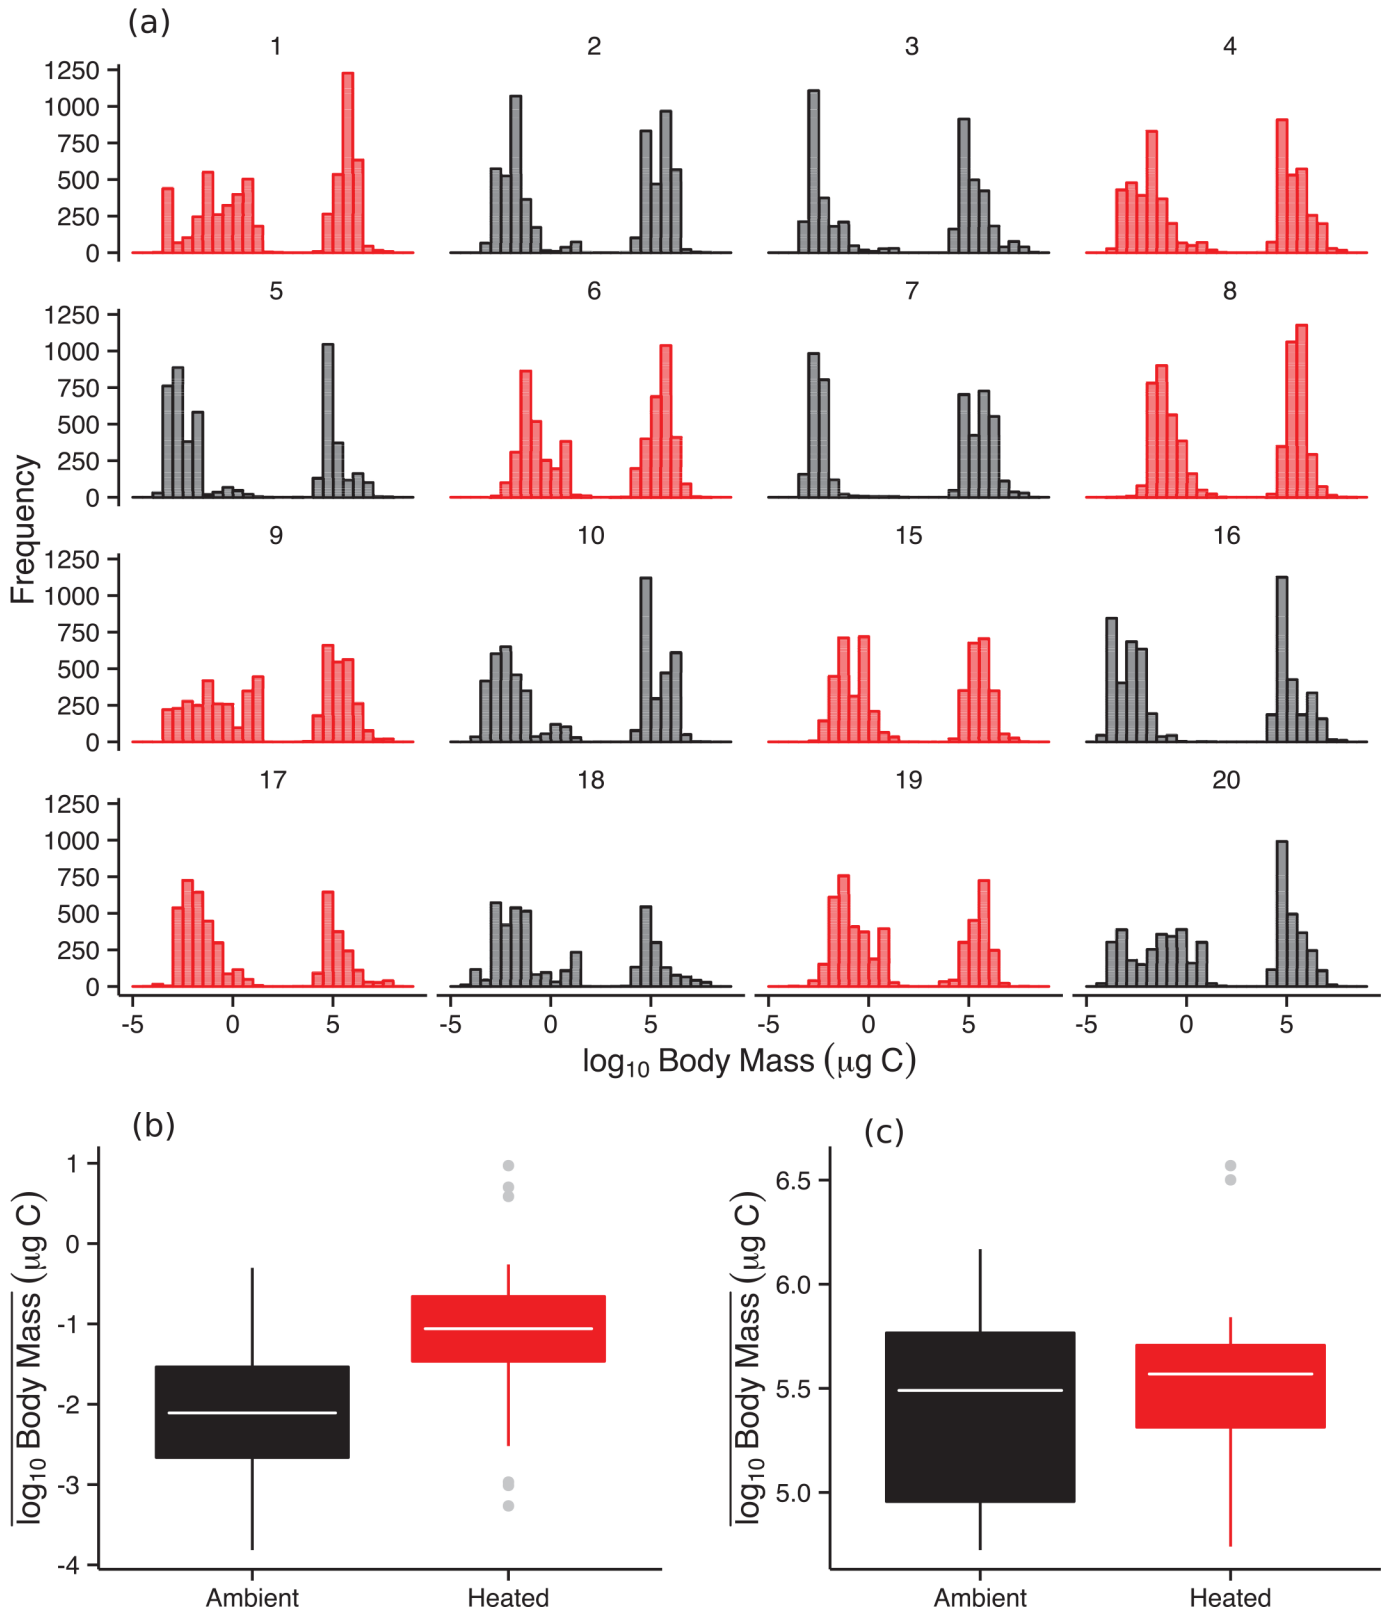 (a)
1 2 3 4
1250
1000
750
500
250
0
5 6 7 8
1250
1000
750
500
250
0
9 10 15 16
1250
1000
750
500
250
0
17 18 19 20
1250
1000
750
500
250
0
Frequency
-5 0 5 -5 0 5 -5 0 5 -5 0 5
log₁₀ Body Mass (μg C)
(b)
log₁₀ Body Mass (μg C)
1
0
-1
-2
-3
-4
Ambient Heated
(c)
log₁₀ Body Mass (μg C)
6.5
6.0
5.5
5.0
Ambient Heated